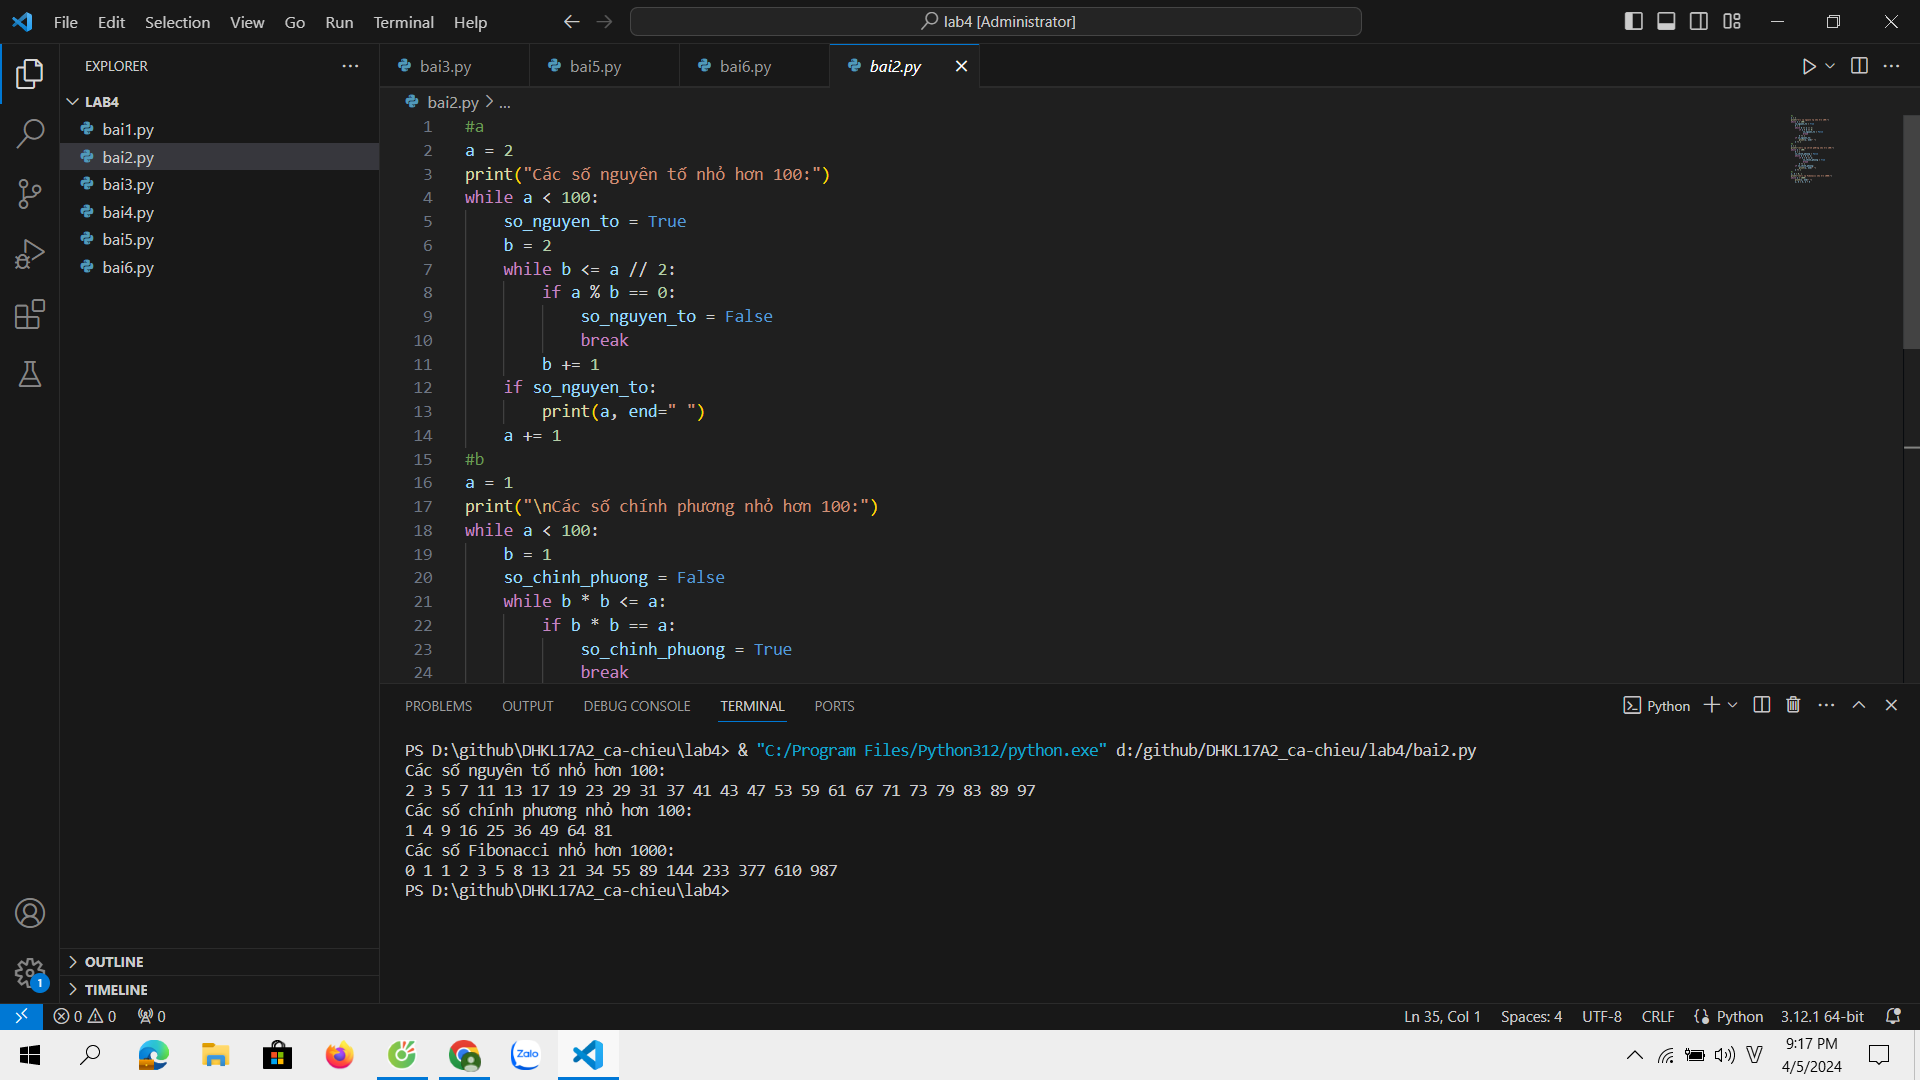 File Edit Selection View Go Run Terminal Help
lab4 [Administrator]
EXPLORER
LAB4
bai1.py
bai2.py
bai3.py
bai4.py
bai5.py
bai6.py
OUTLINE
TIMELINE
bai3.py bai5.py bai6.py bai2.py
bai2.py > ...
1 #a
2 a = 2
3 print("Các số nguyên tố nhỏ hơn 100:")
4 while a < 100:
5 so_nguyen_to = True
6 b = 2
7 while b <= a // 2:
8 if a % b == 0:
9 so_nguyen_to = False
10 break
11 b += 1
12 if so_nguyen_to:
13 print(a, end=" ")
14 a += 1
15 #b
16 a = 1
17 print("\nCác số chính phương nhỏ hơn 100:")
18 while a < 100:
19 b = 1
20 so_chinh_phuong = False
21 while b * b <= a:
22 if b * b == a:
23 so_chinh_phuong = True
24 break
PROBLEMS OUTPUT DEBUG CONSOLE TERMINAL PORTS
Python
PS D:\github\DHKL17A2_ca-chieu\lab4> & "C:/Program Files/Python312/python.exe" d:/github/DHKL17A2_ca-chieu/lab4/bai2.py
Các số nguyên tố nhỏ hơn 100:
2 3 5 7 11 13 17 19 23 29 31 37 41 43 47 53 59 61 67 71 73 79 83 89 97
Các số chính phương nhỏ hơn 100:
1 4 9 16 25 36 49 64 81
Các số Fibonacci nhỏ hơn 1000:
0 1 1 2 3 5 8 13 21 34 55 89 144 233 377 610 987
PS D:\github\DHKL17A2_ca-chieu\lab4>
1
0 0 0
Ln 35, Col 1 Spaces: 4 UTF-8 CRLF Python 3.12.1 64-bit
Zalo
V
9:17 PM
4/5/2024